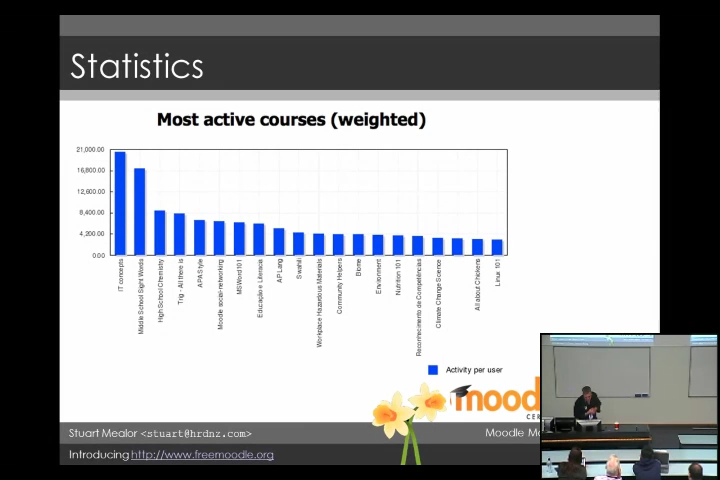 Statistics
Most active courses (weighted)
21,000.00
16,800.00
12,600.00
8,400.00
4,200.00
0.00
IT concepts
Middle School Sight Words
High School Chemistry
Trig - All there is
APA Style
Moodle social-networking
MSWord101
Educação e Literacia
AP Lang
Swahili
Workplace Hazardous Materials
Community Helpers
Biome
Environment
Nutrition 101
Reconhecimento de Competências
Climate Change Science
All about Chickens
Linux 101
Activity per user
mood
CE
Stuart Mealor <stuart@hrdnz.com>
Moodle Mo
Introducing http://www.freemoodle.org